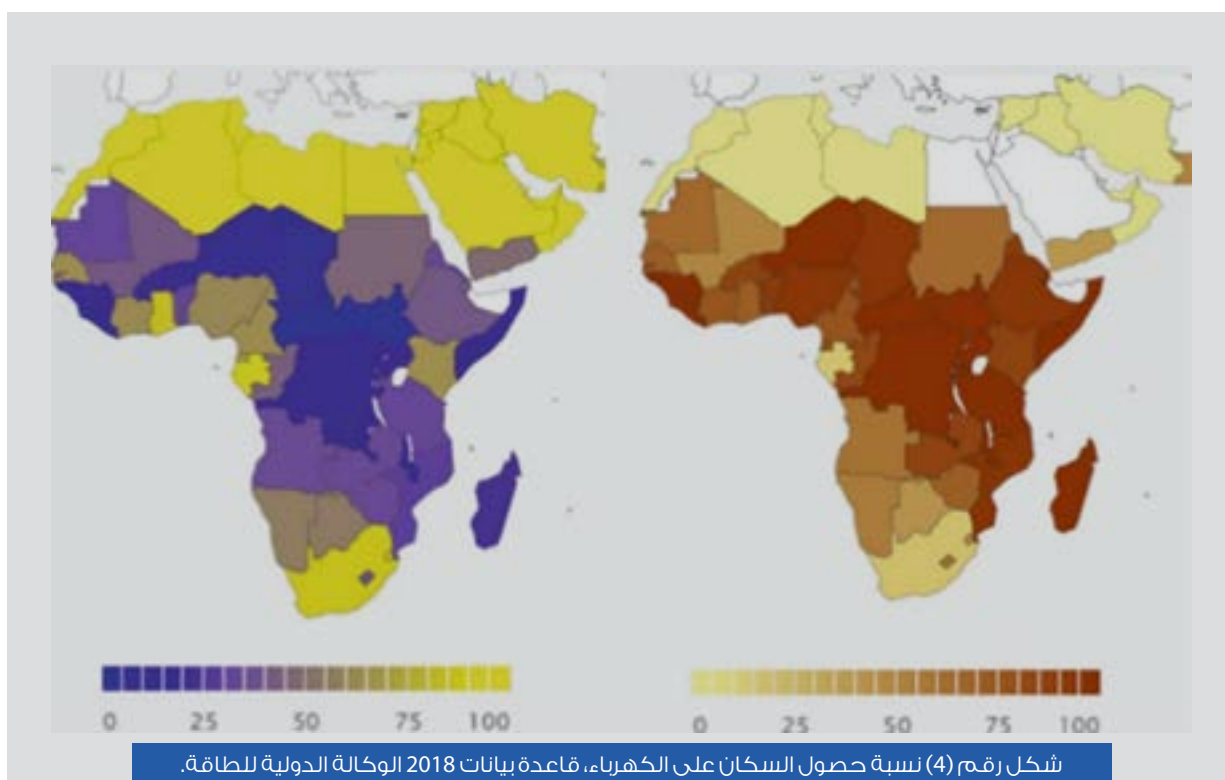 0 25 50 75 100
0 25 50 75 100
شكل رقم (4) نسبة حصول السكان على الكهرباء، قاعدة بيانات 2018 الوكالة الدولية للطاقة.